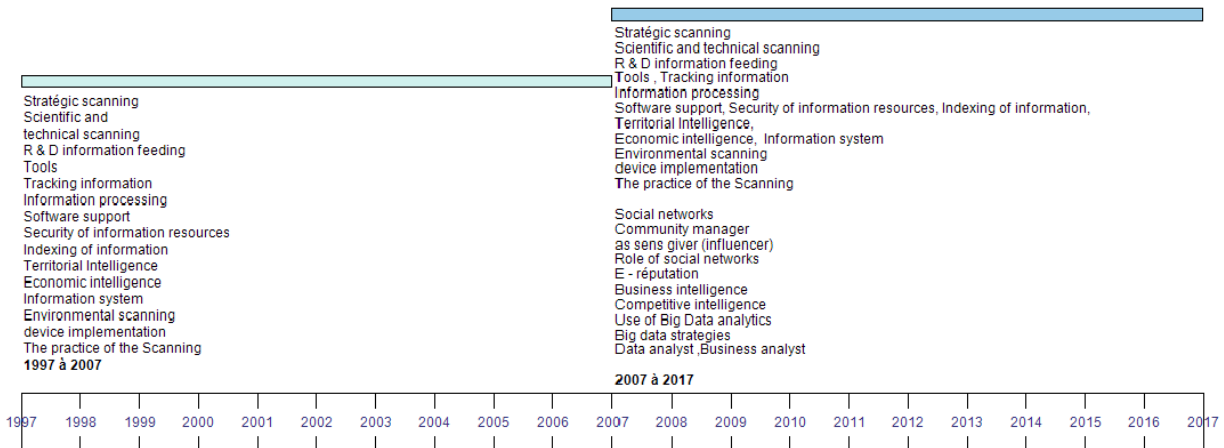 Stratégic scanning
Scientific and
technical scanning
R & D information feeding
Tools
Tracking information
Information processing
Software support
Security of information resources
Indexing of information
Territorial Intelligence
Economic intelligence
Information system
Environmental scanning
device implementation
The practice of the Scanning
1997 à 2007
Stratégic scanning
Scientific and technical scanning
R & D information feeding
Tools , Tracking information
Information processing
Software support, Security of information resources, Indexing of information,
Territorial Intelligence,
Economic intelligence, Information system
Environmental scanning
device implementation
The practice of the Scanning
Social networks
Community manager
as sens giver (influencer)
Role of social networks
E - réputation
Business intelligence
Competitive intelligence
Use of Big Data analytics
Big data strategies
Data analyst ,Business analyst
2007 à 2017
1997 1998 1999 2000 2001 2002 2003 2004 2005 2006 2007 2008 2009 2010 2011 2012 2013 2014 2015 2016 2017